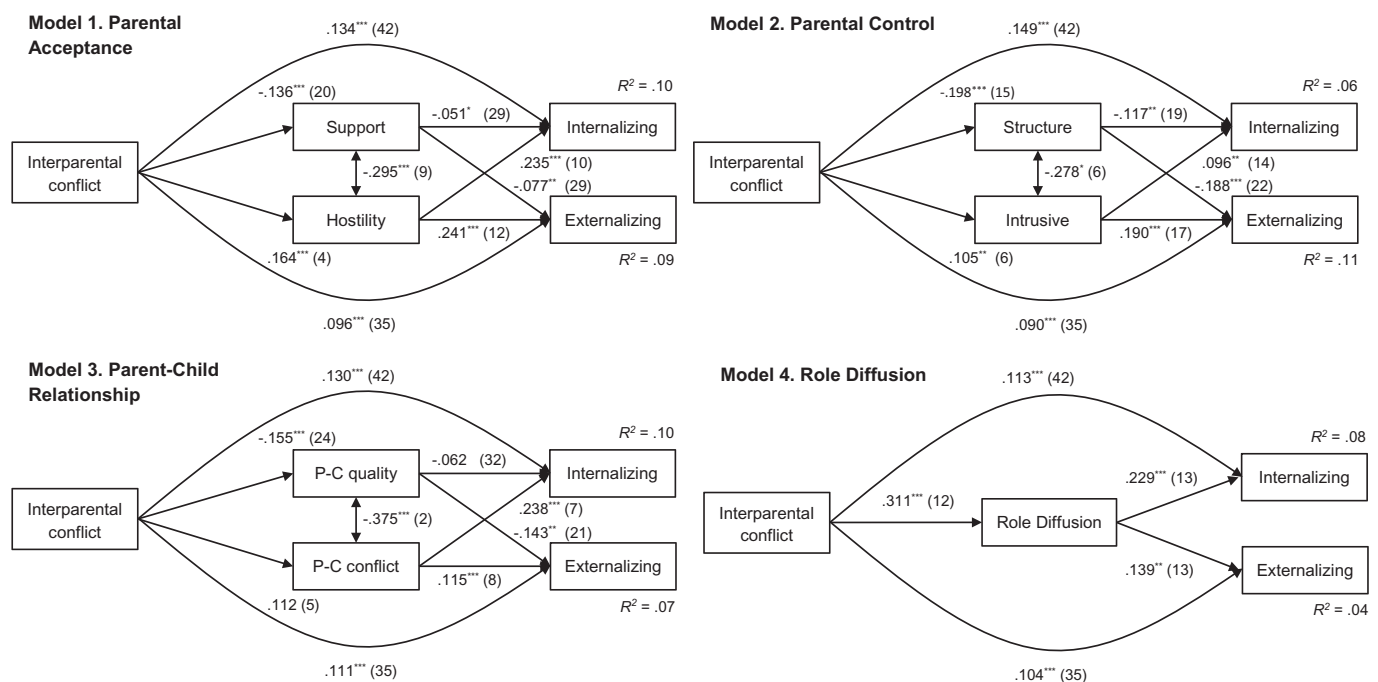 Model 1. Parental
Acceptance
.134*** (42)
R² = .10
-.136*** (20)
Support
-.051* (29)
Internalizing
Interparental
conflict
-.295*** (9)
.235*** (10)
-.077** (29)
Hostility
.241*** (12)
Externalizing
.164*** (4)
R² = .09
.096*** (35)
Model 2. Parental Control
.149*** (42)
R² = .06
-.198*** (15)
Structure
-.117** (19)
Internalizing
Interparental
conflict
-.278* (6)
.096** (14)
-.188*** (22)
Intrusive
.190*** (17)
Externalizing
.105** (6)
R² = .11
.090*** (35)
Model 3. Parent-Child
Relationship
.130*** (42)
R² = .10
-.155*** (24)
P-C quality
-.062 (32)
Internalizing
Interparental
conflict
-.375*** (2)
.238*** (7)
-.143** (21)
P-C conflict
.115*** (8)
Externalizing
.112 (5)
R² = .07
.111*** (35)
Model 4. Role Diffusion
.113*** (42)
R² = .08
.229*** (13)
Internalizing
Interparental
conflict
.311*** (12)
Role Diffusion
.139** (13)
Externalizing
R² = .04
.104*** (35)